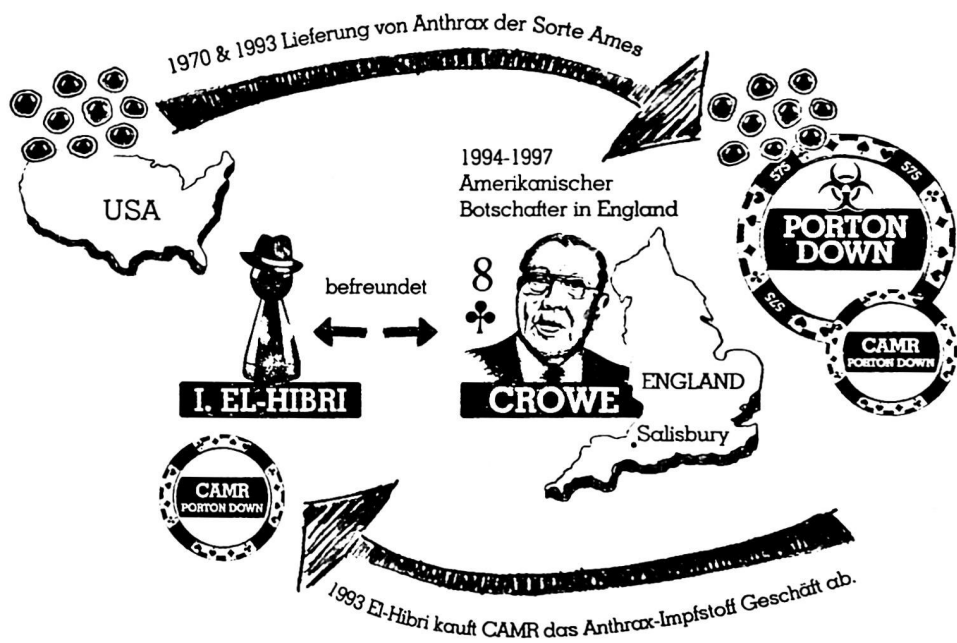 1970 & 1993 Lieferung von Anthrax der Sorte Ames
USA
1994-1997
Amerikanischer
Botschafter in England
575
575
575
PORTON
DOWN
befreundet
8
CAMR
PORTON DOWN
I. EL-HIBRI
CROWE
ENGLAND
Salisbury
CAMR
PORTON DOWN
1993 El-Hibri kauft CAMR das Anthrax-Impfstoff Geschäft ab.